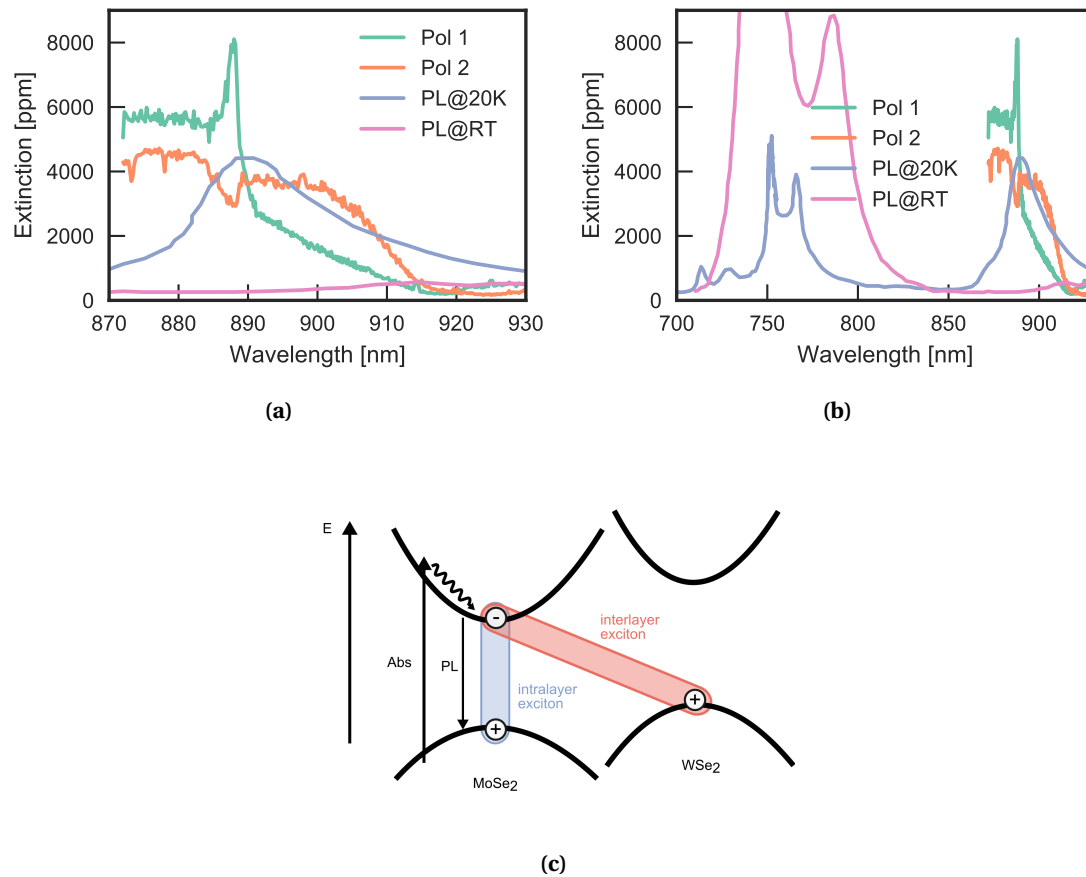 8000
6000
4000
2000
0
Extinction [ppm]
870
880
890
900
910
920
930
Wavelength [nm]
Pol 1
Pol 2
PL@20K
PL@RT
(a)
8000
6000
4000
2000
0
Extinction [ppm]
700
750
800
850
900
Wavelength [nm]
Pol 1
Pol 2
PL@20K
PL@RT
(b)
E
Abs
PL
-
+
+
interlayer
exciton
intralayer
exciton
MoSe2
WSe2
(c)